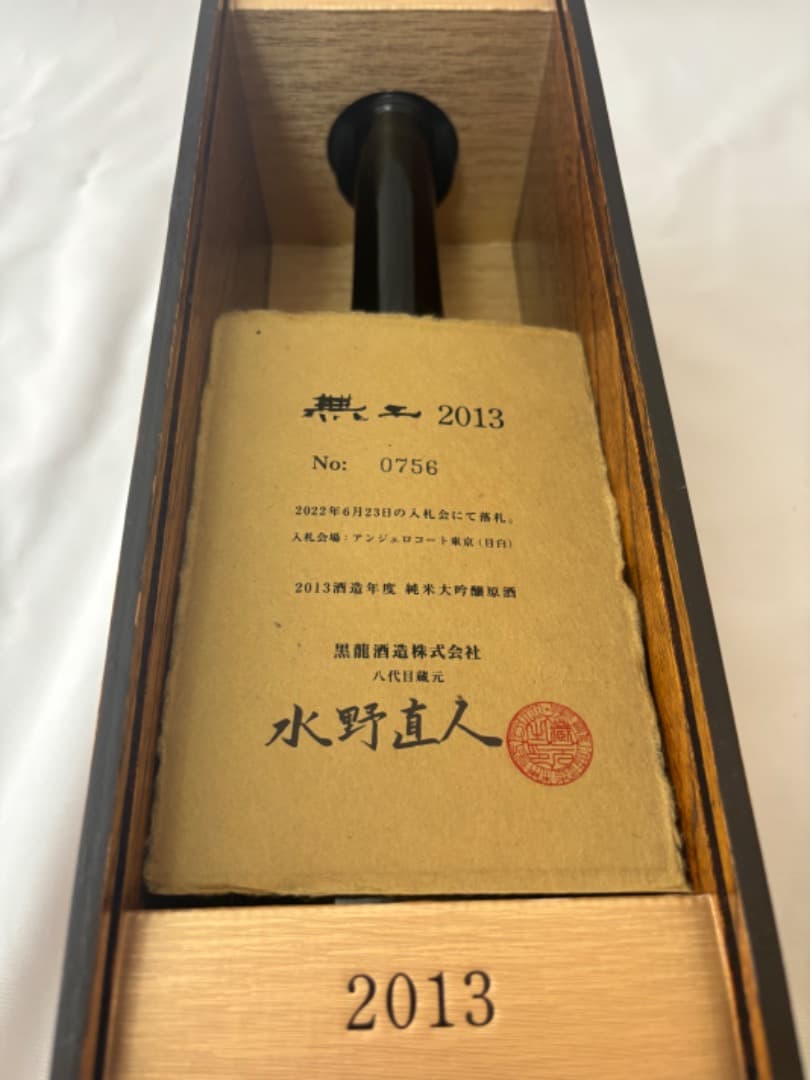 無二 2013
No: 0756
2022年6月23日の入札会にて落札。
入札会場：アンジェロコート東京（目白）
2013酒造年度 純米大吟醸原酒
黒龍酒造株式会社
八代目蔵元
水野直人
2013